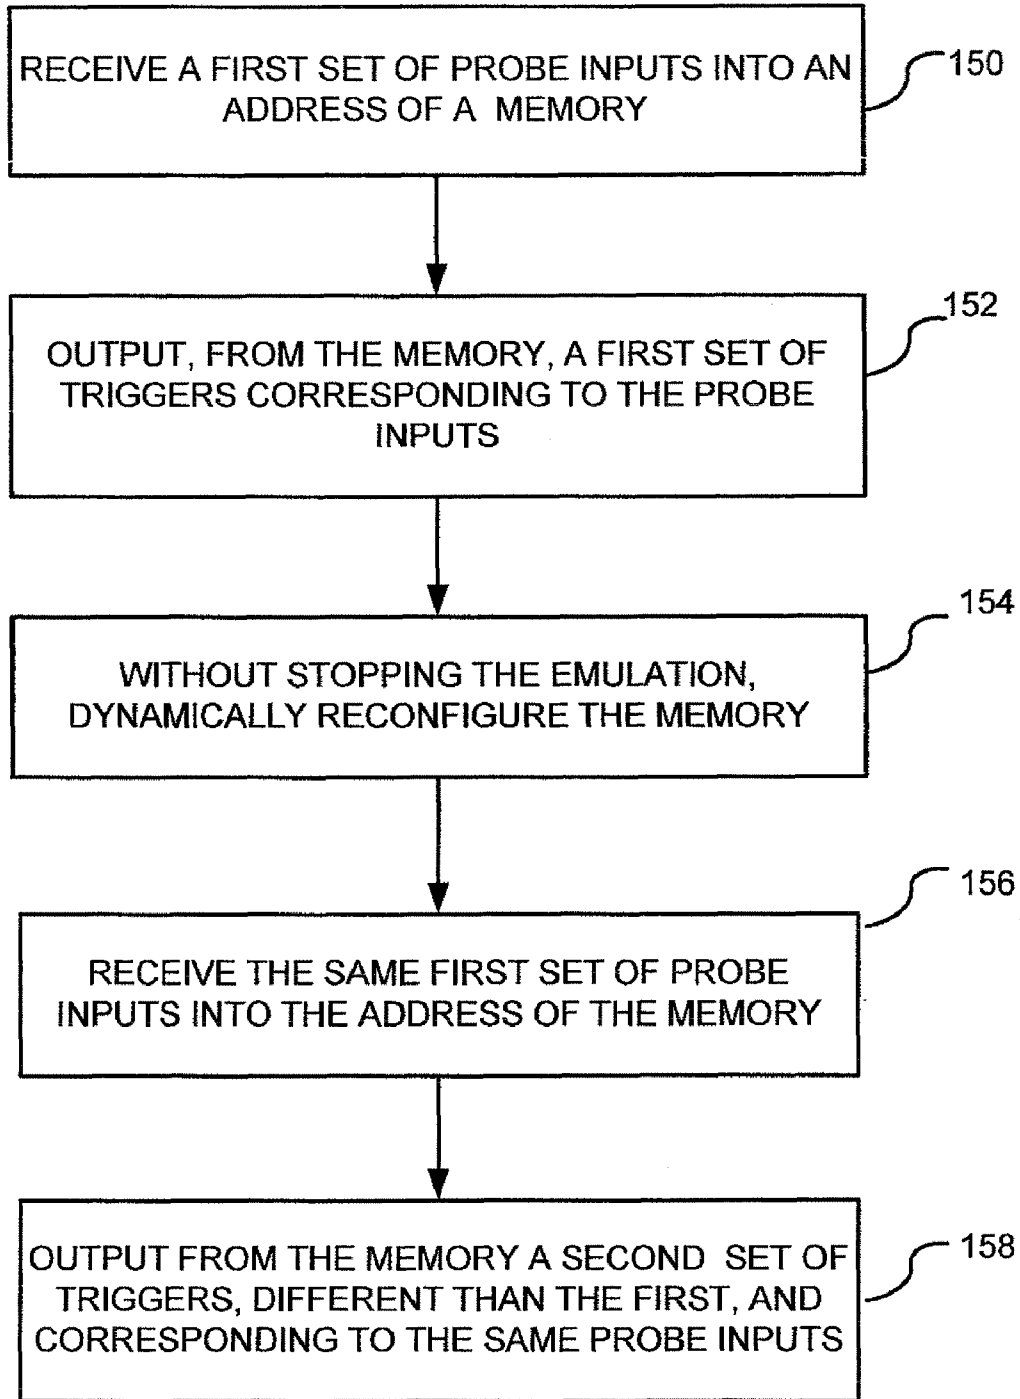 RECEIVE A FIRST SET OF PROBE INPUTS INTO AN
ADDRESS OF A MEMORY
150
OUTPUT, FROM THE MEMORY, A FIRST SET OF
TRIGGERS CORRESPONDING TO THE PROBE
INPUTS
152
WITHOUT STOPPING THE EMULATION,
DYNAMICALLY RECONFIGURE THE MEMORY
154
RECEIVE THE SAME FIRST SET OF PROBE
INPUTS INTO THE ADDRESS OF THE MEMORY
156
OUTPUT FROM THE MEMORY A SECOND SET OF
TRIGGERS, DIFFERENT THAN THE FIRST, AND
CORRESPONDING TO THE SAME PROBE INPUTS
158